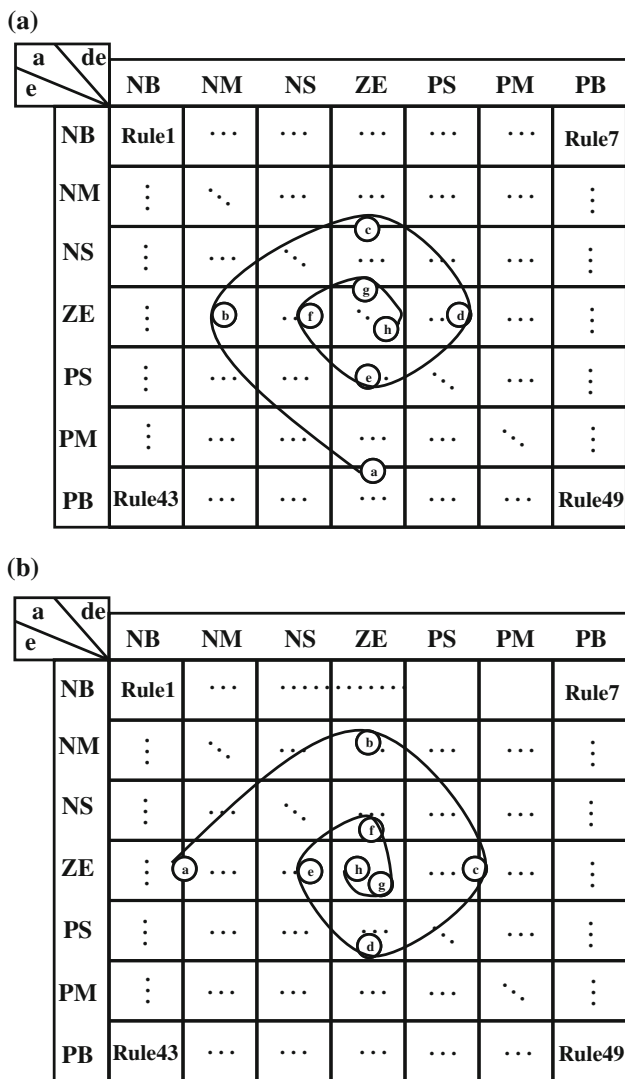 (a)
a de
e
NB NM NS ZE PS PM PB
NB Rule1 ... ... ... ... ... Rule7
NM ⋮ ⋱ ... ... ... ... ⋮
c
NS ⋮ ... ⋱ ... ... ... ⋮
g
ZE ⋮ b ... f ⋱ ... d ... ⋮
h
PS ⋮ ... ... e ⋱ ... ⋮
PM ⋮ ... ... ... ... ⋱ ⋮
a
PB Rule43 ... ... ... ... ... Rule49
(b)
a de
e
NB NM NS ZE PS PM PB
NB Rule1 ... ............... Rule7
NM ⋮ ⋱ ... b ... ... ⋮
NS ⋮ ... ⋱ ... ... ... ⋮
f
ZE ⋮ a ... ... e h ... c ... ⋮
g
PS ⋮ ... ... ... ⋱ ... ⋮
d
PM ⋮ ... ... ... ... ⋱ ⋮
PB Rule43 ... ... ... ... ... Rule49